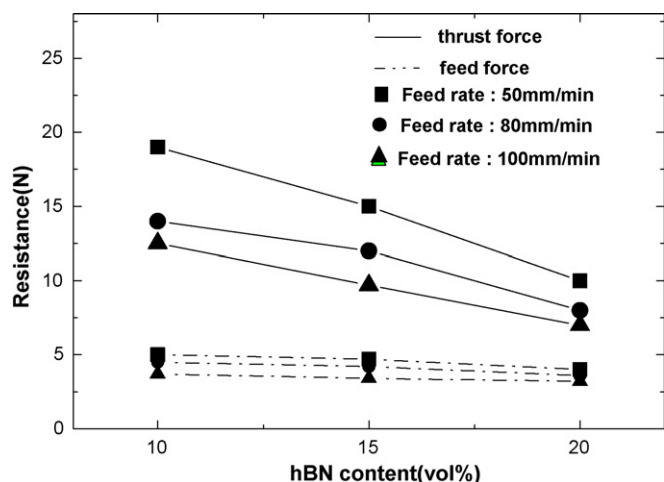 25
20
15
10
5
0
10
15
20
Resistance(N)
hBN content(vol%)
thrust force
feed force
Feed rate : 50mm/min
Feed rate : 80mm/min
Feed rate : 100mm/min